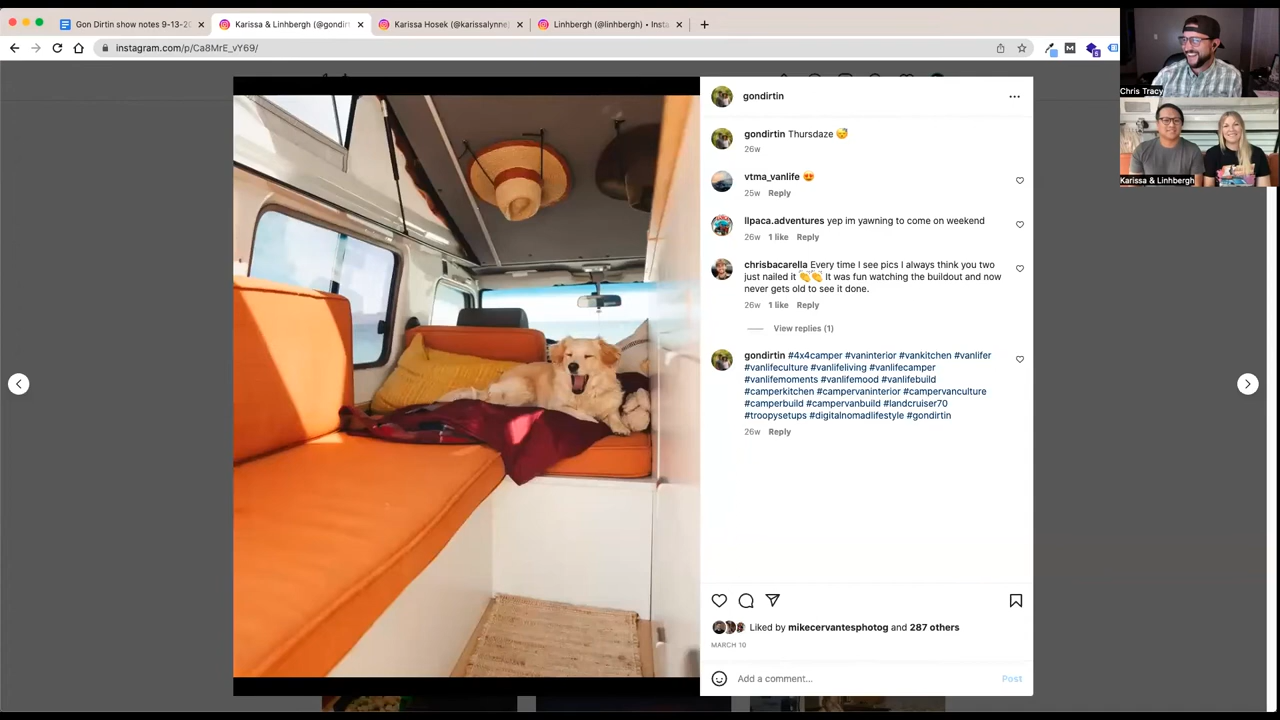 Gon Dirtin show notes 9-13-20
Karissa & Linhbergh (@gondirt
Karissa Hosek (@karissalynne)
Linhbergh (@linhbergh) • Insta
instagram.com/p/Ca8MrE_vY69/
Chris Tracy
Karissa & Linhbergh
gondirtin
gondirtin Thursdaze 😴
26w
vtma_vanlife 😍
25w Reply
llpaca.adventures yep im yawning to come on weekend
26w 1 like Reply
chrisbacarella Every time I see pics I always think you two
just nailed it 👏👏 It was fun watching the buildout and now
never gets old to see it done.
26w 1 like Reply
View replies (1)
gondirtin #4x4camper #vaninterior #vankitchen #vanlifer
#vanlifeculture #vanlifeliving #vanlifecamper
#vanlifemoments #vanlifemood #vanlifebuild
#camperkitchen #campervaninterior #campervanculture
#camperbuild #campervanbuild #landcruiser70
#troopysetups #digitalnomadlifestyle #gondirtin
26w Reply
Liked by mikecervantesphotog and 287 others
MARCH 10
Add a comment...
Post